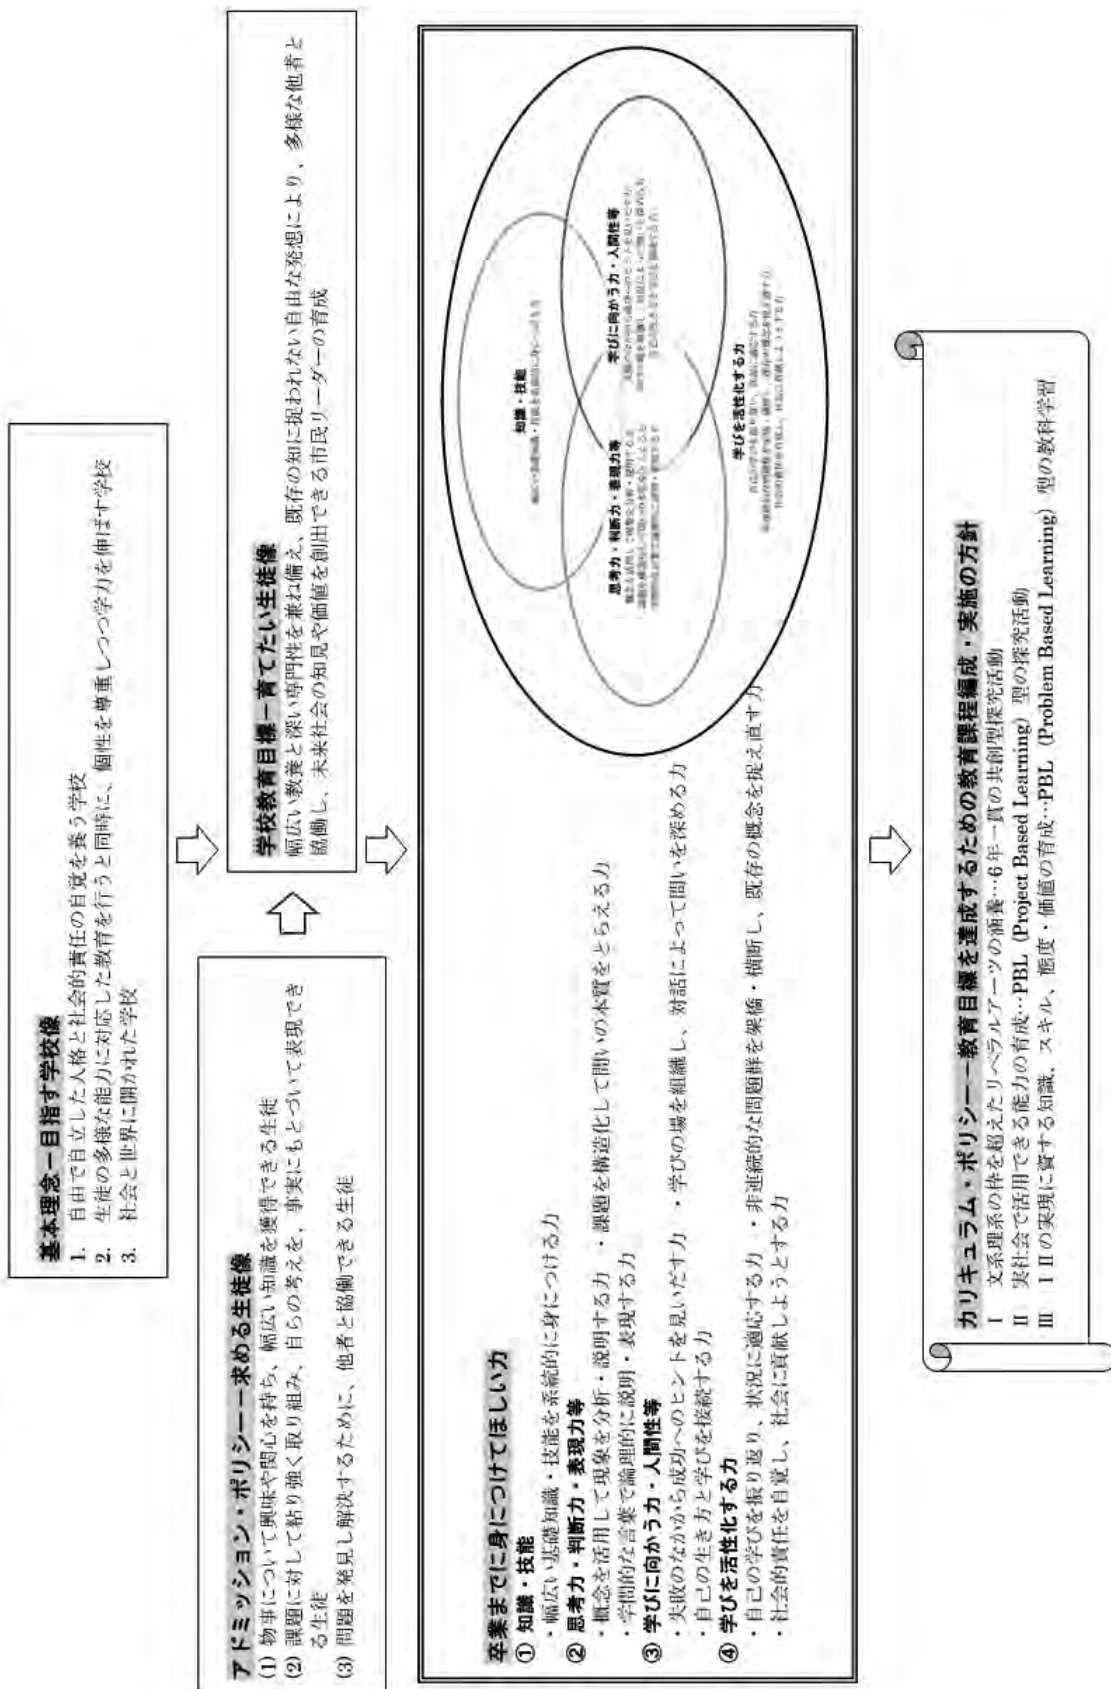 基本理念－目指す学校像
1. 自由で自立した人格と社会的責任の自覚を養う学校
2. 生徒の多様な能力に対応した教育を行うと同時に、個性を尊重しつつ学力を伸ばす学校
3. 社会と世界に開かれた学校
アドミッション・ポリシー－求める生徒像
(1) 物事について興味や関心を持ち、幅広い知識を獲得できる生徒
(2) 課題に対して粘り強く取り組み、自らの考えを、事実にもとづいて表現でき
る生徒
(3) 問題を発見し解決するために、他者と協働できる生徒
学校教育目標－育てたい生徒像
幅広い教養と深い専門性を兼ね備え、既存の知に捉われない自由な発想により、多様な他者と
協働し、未来社会の知見や価値を創出できる市民リーダーの育成
卒業までに身につけてほしい力
① 知識・技能
・幅広い基礎知識・技能を系統的に身につける力
② 思考力・判断力・表現力等
・概念を活用して現象を分析・説明する力 ・課題を構造化して問いの本質をとらえる力
・学問的な言葉で論理的に説明・表現する力
③ 学びに向かう力・人間性等
・失敗のなかから成功へのヒントを見いだす力 ・学びの場を組織し、対話によって問いを深める力
・自己の生き方と学びを接続する力
④ 学びを活性化する力
・自己の学びを振り返り、状況に適応する力 ・非連続的な問題群を架橋・横断し、既存の概念を捉え直す力
・社会的責任を自覚し、社会に貢献しようとする力
知識・技能
幅広い基礎知識・技能を系統的に身につける力
思考力・判断力・表現力等
学びに向かう力・人間性等
学びを活性化する力
カリキュラム・ポリシー－教育目標を達成するための教育課程編成・実施の方針
Ⅰ 文系理系の枠を超えたリベラルアーツの涵養…6年一貫の共創型探究活動
Ⅱ 実社会で活用できる能力の育成…PBL (Project Based Learning) 型の探究活動
Ⅲ ⅠⅡの実現に資する知識、スキル、態度・価値の育成…PBL (Problem Based Learning) 型の教科学習